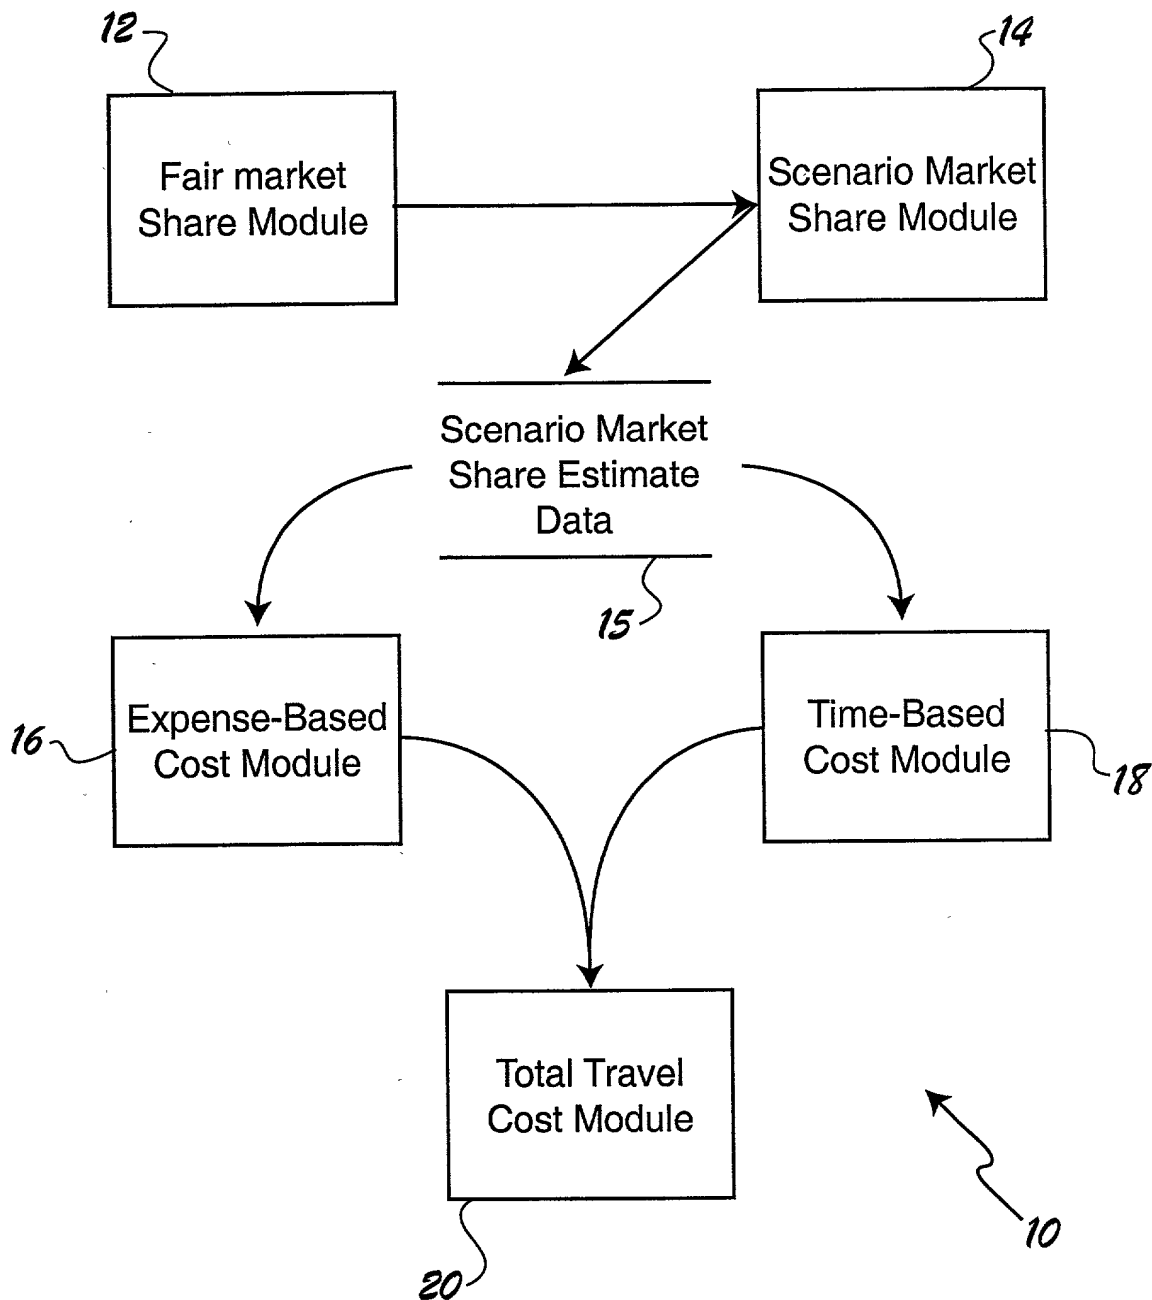 12
14
Fair market
Share Module
Scenario Market
Share Module
Scenario Market
Share Estimate
Data
15
Expense-Based
Cost Module
16
Time-Based
Cost Module
18
Total Travel
Cost Module
20
10